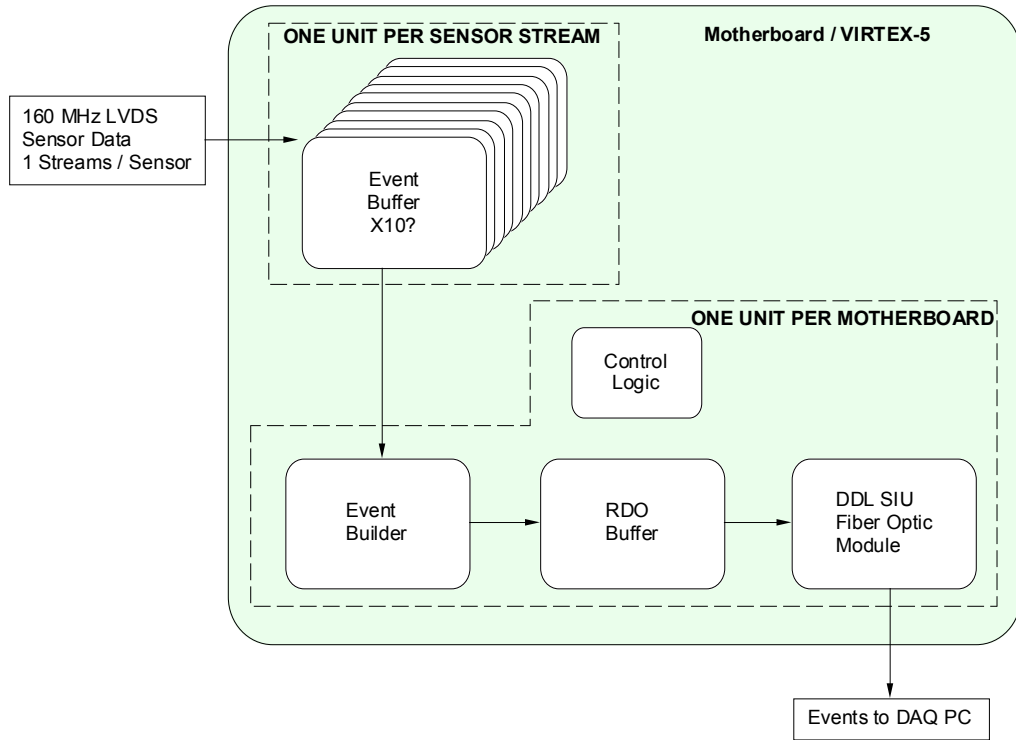 ONE UNIT PER SENSOR STREAM
Motherboard / VIRTEX-5
160 MHz LVDS
Sensor Data
1 Streams / Sensor
Event
Buffer
X10?
ONE UNIT PER MOTHERBOARD
Control
Logic
Event
Builder
RDO
Buffer
DDL SIU
Fiber Optic
Module
Events to DAQ PC